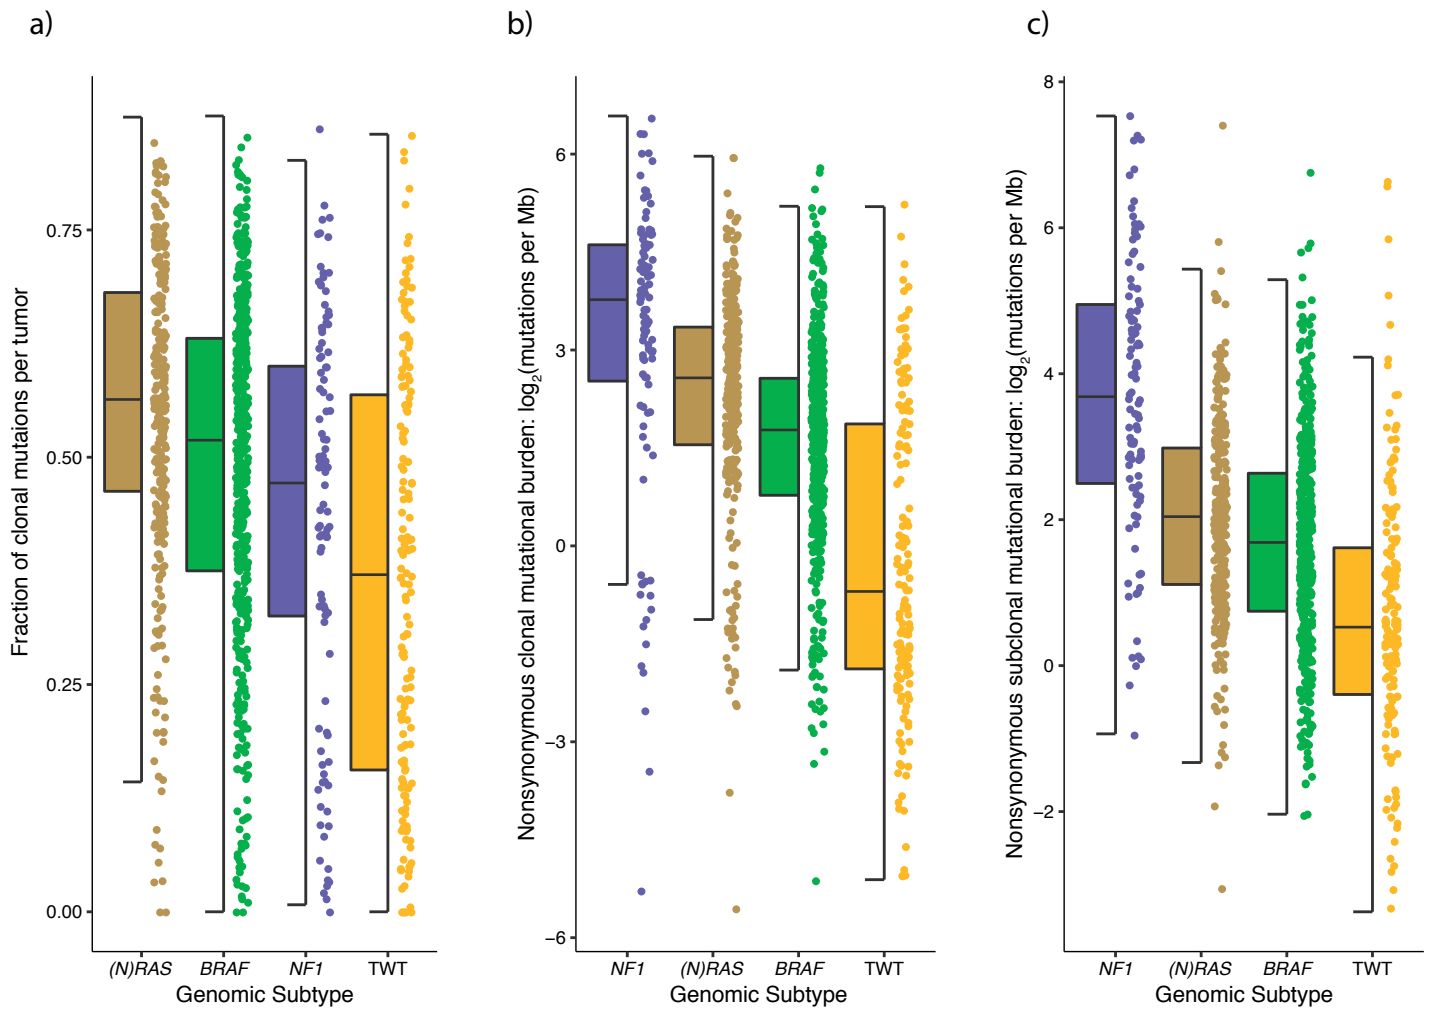 a)
b)
c)
Fraction of clonal mutaions per tumor
0.75
0.50
0.25
0.00
(N)RAS BRAF NF1 TWT
Genomic Subtype
Nonsynonymous clonal mutational burden: log2(mutations per Mb)
6
3
0
−3
−6
NF1 (N)RAS BRAF TWT
Genomic Subtype
Nonsynonymous subclonal mutational burden: log2(mutations per Mb)
8
6
4
2
0
−2
NF1 (N)RAS BRAF TWT
Genomic Subtype